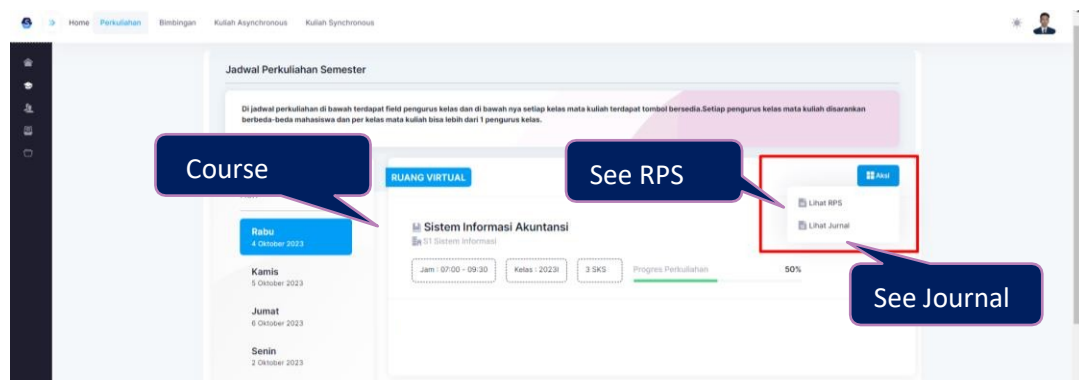 Home Perkuliahan Bimbingan Kuliah Asynchronous Kuliah Synchronous
Jadwal Perkuliahan Semester
Di jadwal perkuliahan di bawah terdapat field pengurus kelas dan di bawah nya setiap kelas mata kuliah terdapat tombol bersedia.Setiap pengurus kelas mata kuliah disarankan
berbeda-beda mahasiswa dan per kelas mata kuliah bisa lebih dari 1 pengurus kelas.
Course
RUANG VIRTUAL
See RPS
Aksi
Lihat RPS
Lihat Jurnal
Rabu
4 Oktober 2023
Sistem Informasi Akuntansi
S1 Sistem Informasi
Jam : 07:00 - 09:30 3 SKS Progres Perkuliahan 50%
Kamis
5 Oktober 2023
See Journal
Jumat
6 Oktober 2023
Senin
2 Oktober 2023